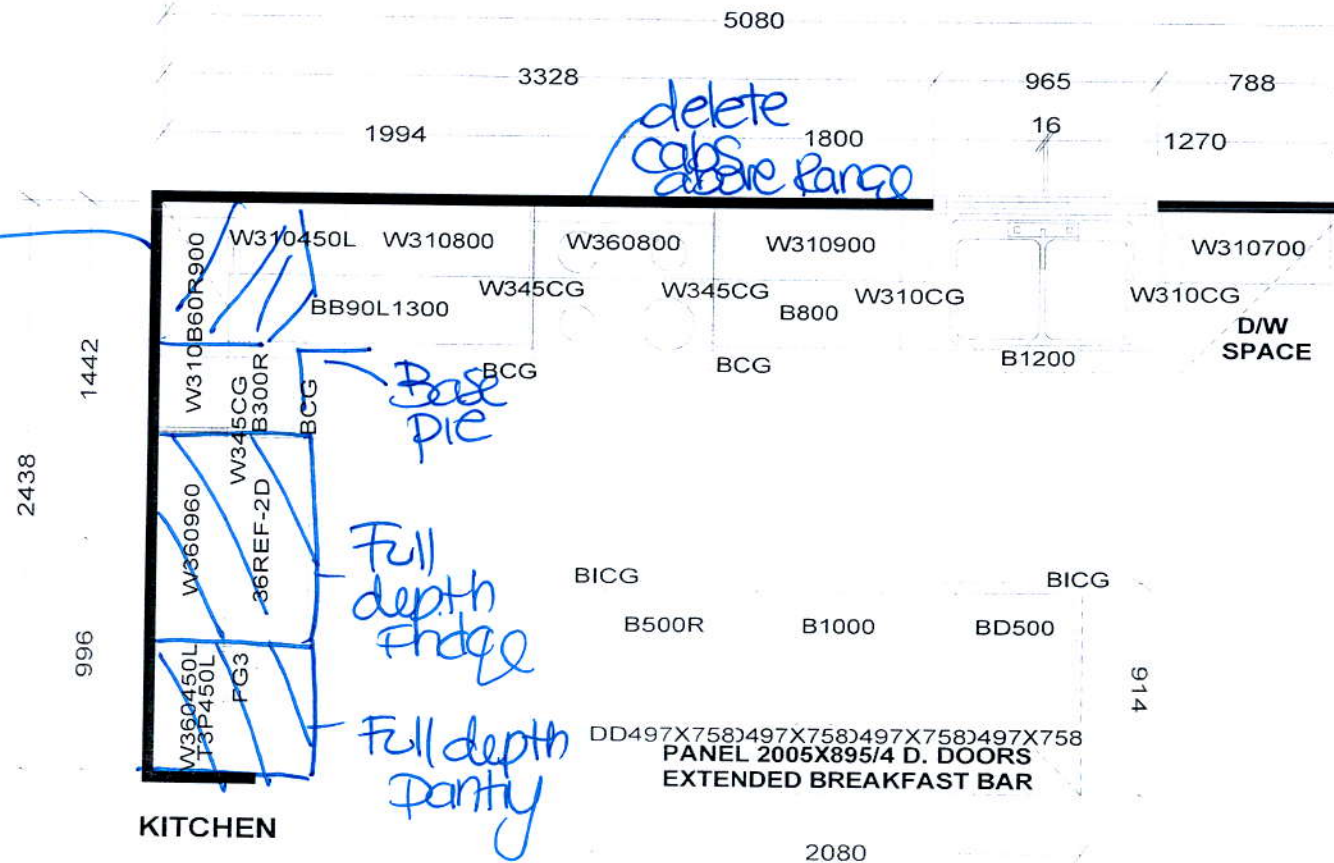 5080
3328
965
788
1994
delete
cabs
above Range
1800
16
1270
W310450L
W310800
W360800
W310900
W310700
W310B60R900
BB90L1300
W345CG
W345CG
B800
W310CG
W310CG
D/W
SPACE
1442
W345CG
B300R
BCG
Base
pie
BCG
BCG
B1200
2438
W360960
36REF-2D
Full
depth
Fridge
BICG
BICG
B500R
B1000
BD500
996
W360450L
T3P450L
FG3
Full depth
pantry
914
DD497X758)497X758)497X758)497X758
PANEL 2005X895/4 D. DOORS
EXTENDED BREAKFAST BAR
KITCHEN
2080